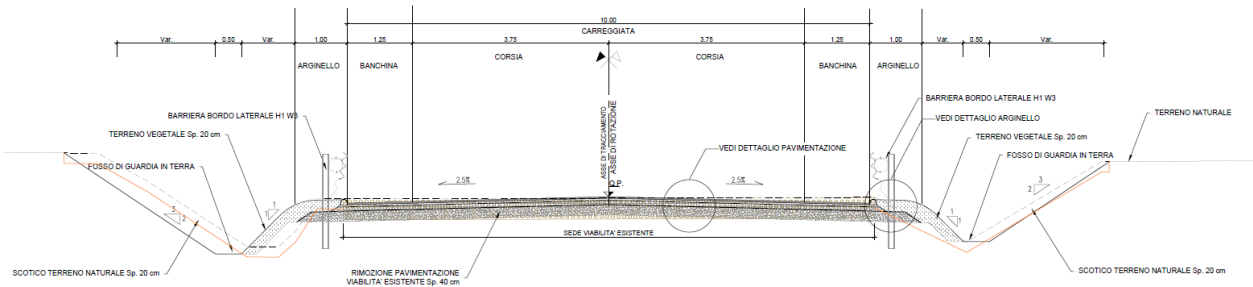 10.00
CARREGGIATA
Var. 0.50 Var. 1.00 1.25 3.75 3.75 1.25 1.00 Var. 0.50 Var.
ARGINELLO BANCHINA CORSIA CORSIA BANCHINA ARGINELLO
BARRIERA BORDO LATERALE H1 W3
TERRENO VEGETALE Sp. 20 cm
FOSSO DI GUARDIA IN TERRA
ASSE DI TRACCIAMENTO
ASSE DI ROTAZIONE
BARRIERA BORDO LATERALE H1 W3
VEDI DETTAGLIO ARGINELLO
TERRENO VEGETALE Sp. 20 cm
TERRENO NATURALE
VEDI DETTAGLIO PAVIMENTAZIONE
FOSSO DI GUARDIA IN TERRA
2.5% Q.P. 2.5%
3
2
1
1
1
1
3
2
SEDE VIABILITA' ESISTENTE
SCOTICO TERRENO NATURALE Sp. 20 cm
RIMOZIONE PAVIMENTAZIONE
VIABILITA' ESISTENTE Sp. 40 cm
SCOTICO TERRENO NATURALE Sp. 20 cm